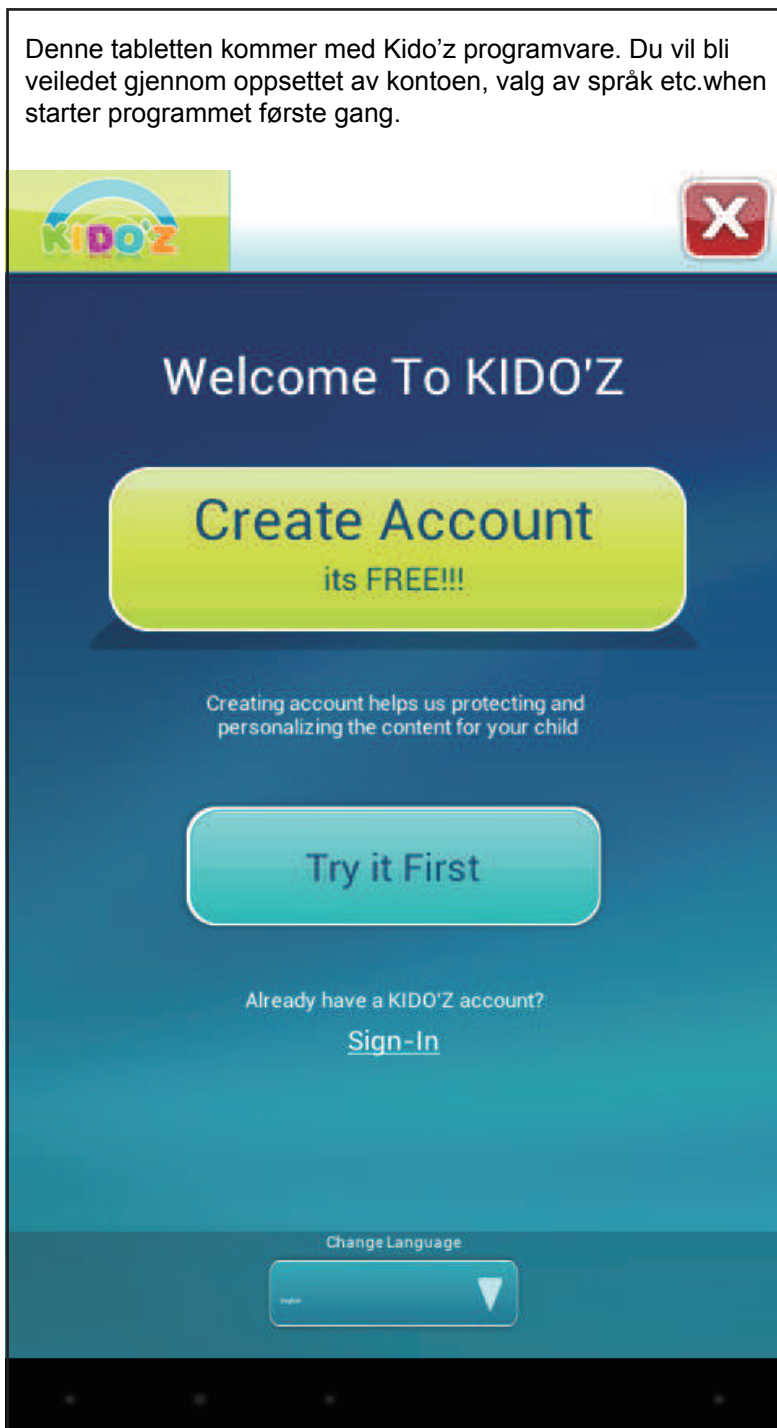 Denne tabletten kommer med Kido’z programvare. Du vil bli
veiledet gjennom oppsettet av kontoen, valg av språk etc.when
starter programmet første gang.
KIDO'Z
X
Welcome To KIDO'Z
Create Account
its FREE!!!
Creating account helps us protecting and
personalizing the content for your child
Try it First
Already have a KIDO'Z account?
Sign-In
Change Language
English